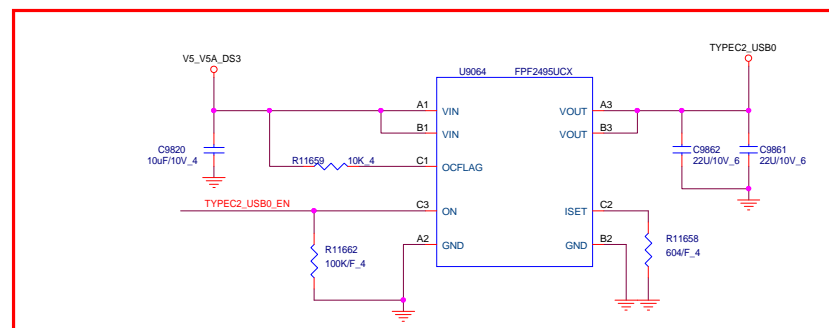 V5_V5A_DS3
TYPEC2_USB0
U9064 FPF2495UCX
A1 VIN VOUT A3
B1 VIN VOUT B3
C9820
10uF/10V_4
C9862
22U/10V_6
C9861
22U/10V_6
R11659 10K_4 C1 OCFLAG
TYPEC2_USB0_EN C3 ON ISET C2
A2 GND GND B2
R11662
100K/F_4
R11658
604/F_4